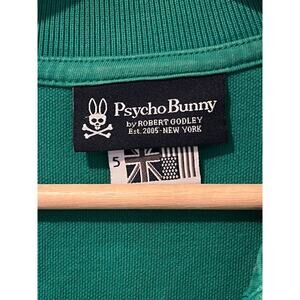 Psycho Bunny
by ROBERT GODLEY
Est. 2005 - NEW YORK
5